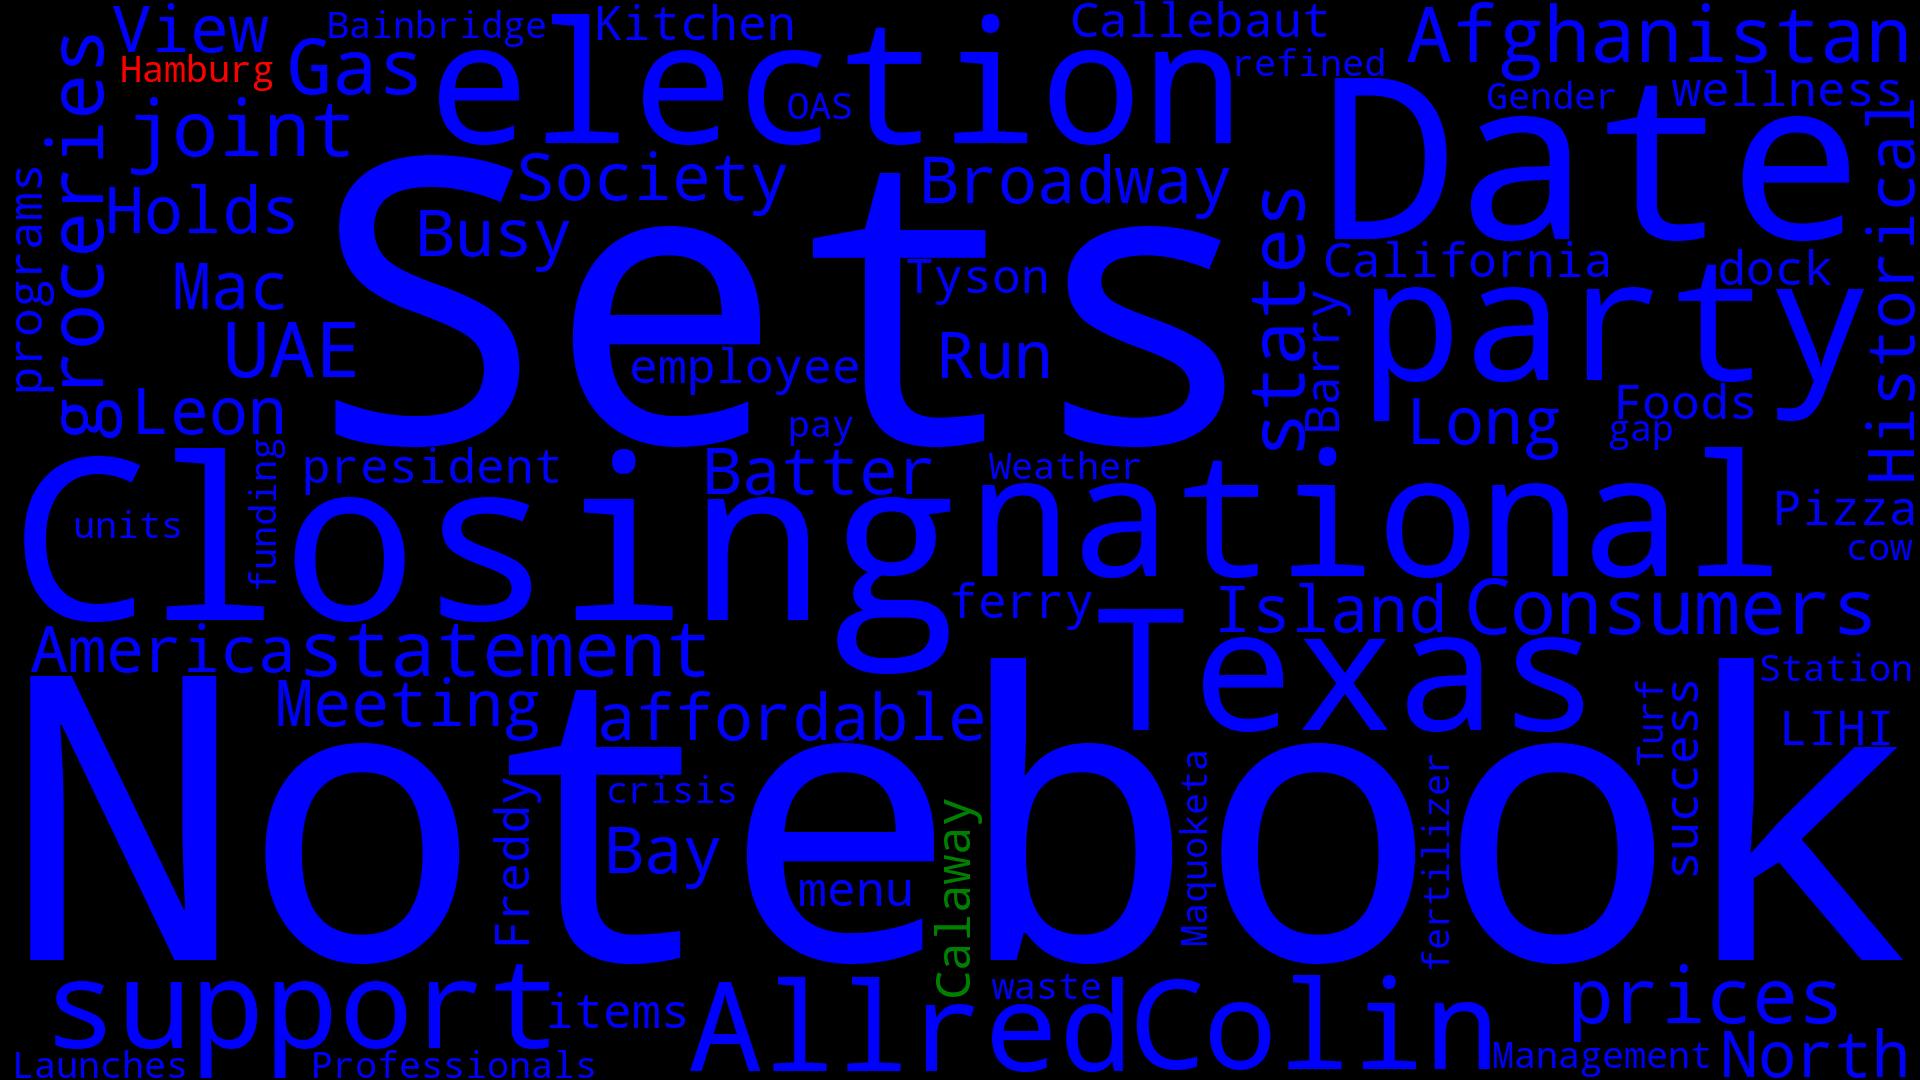 View
Bainbridge
Kitchen
Callebaut
Afghanistan
Hamburg
Gas
election
refined
OAS
Gender
wellness
groceries
joint
Date
Historical
programs
Holds
Society
Broadway
Busy
Sets
states
California
dock
Mac
Tyson
Barry
party
UAE
employee
Run
Leon
pay
Long
Foods
gap
president
Batter
Weather
Closing
national
Pizza
units
funding
cow
ferry
Island
Consumers
America
statement
Texas
Station
Meeting
affordable
Turf
success
LIHI
Notebook
Freddy
crisis
Bay
menu
Calaway
Maquoketa
fertilizer
support
items
Allred
waste
Colin
prices
Launches
Professionals
Management
North